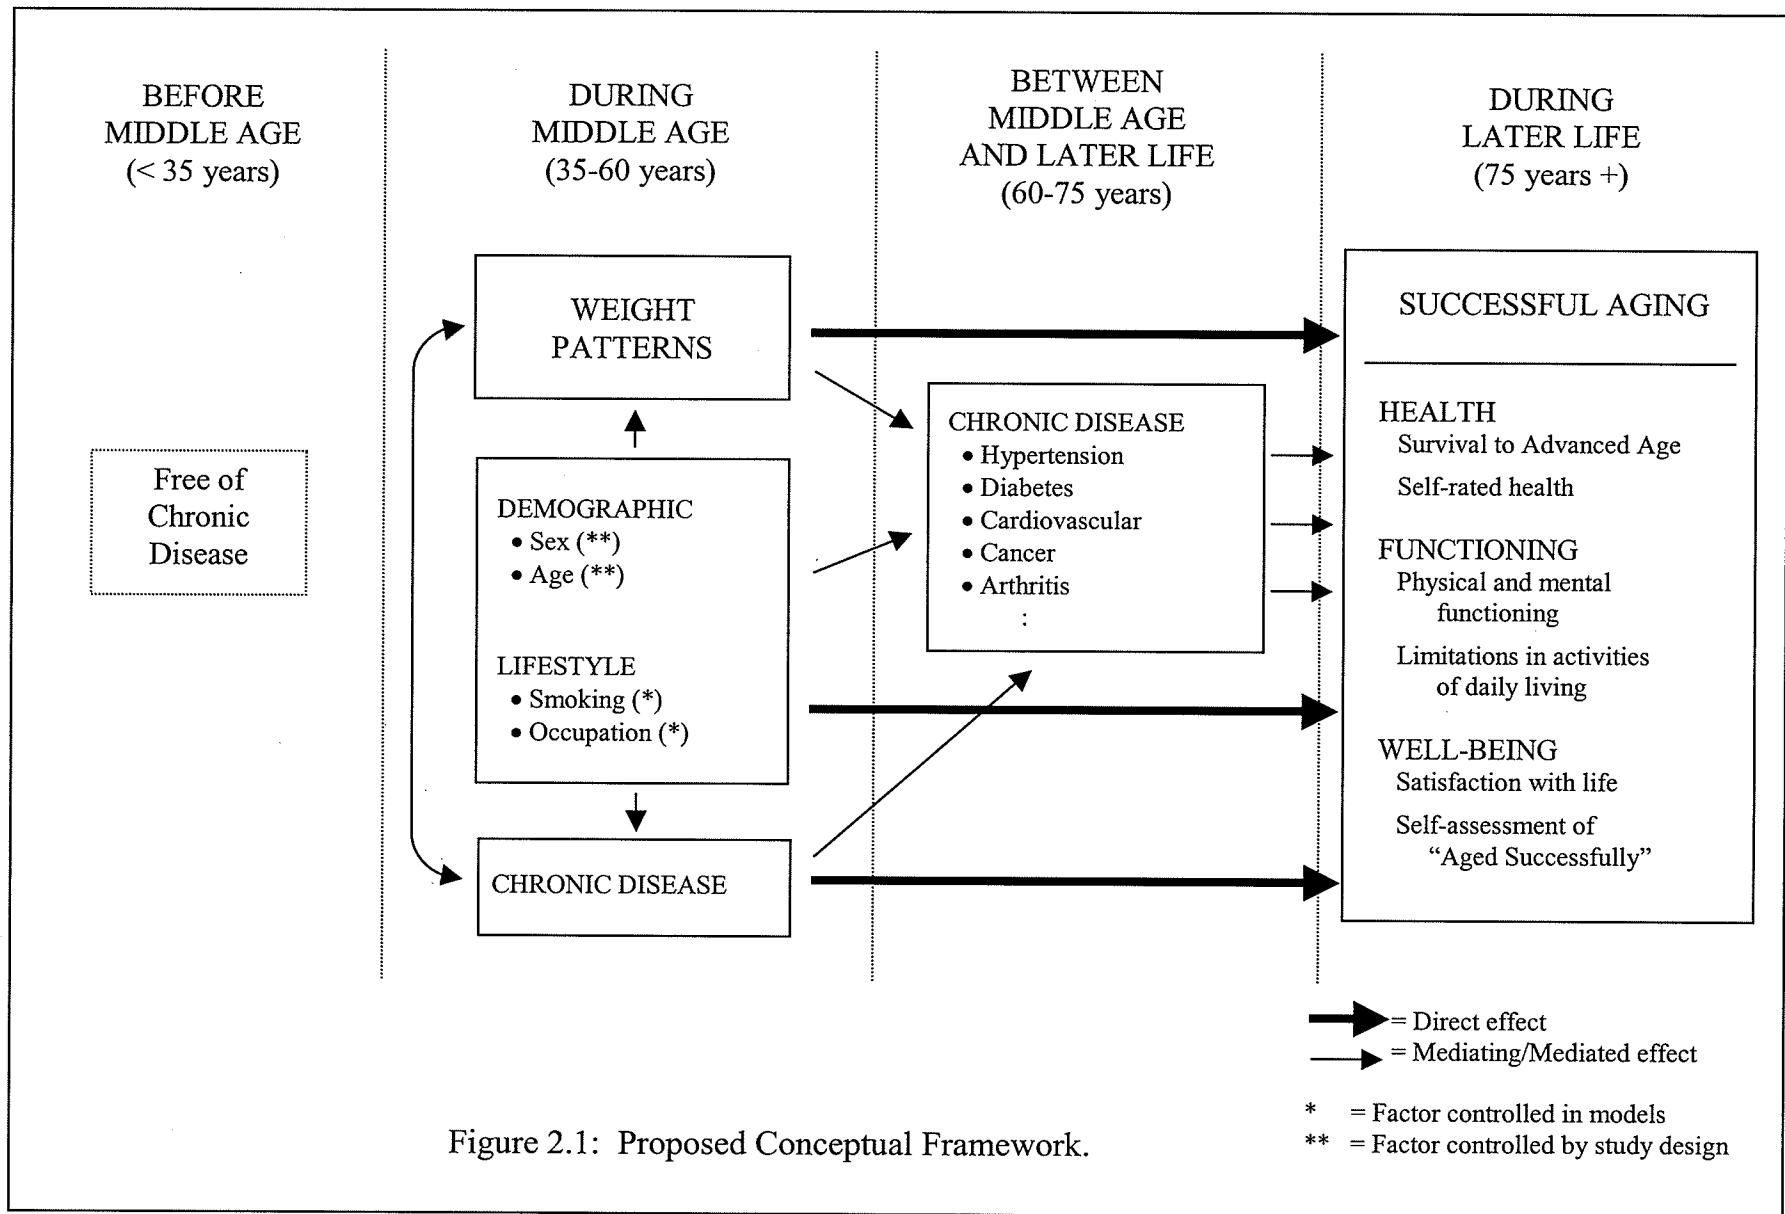 BEFORE
MIDDLE AGE
(< 35 years)
DURING
MIDDLE AGE
(35-60 years)
BETWEEN
MIDDLE AGE
AND LATER LIFE
(60-75 years)
DURING
LATER LIFE
(75 years +)
Free of
Chronic
Disease
WEIGHT
PATTERNS
DEMOGRAPHIC
• Sex (**)
• Age (**)
LIFESTYLE
• Smoking (*)
• Occupation (*)
CHRONIC DISEASE
CHRONIC DISEASE
• Hypertension
• Diabetes
• Cardiovascular
• Cancer
• Arthritis
:
SUCCESSFUL AGING
HEALTH
Survival to Advanced Age
Self-rated health
FUNCTIONING
Physical and mental
functioning
Limitations in activities
of daily living
WELL-BEING
Satisfaction with life
Self-assessment of
“Aged Successfully”
= Direct effect
= Mediating/Mediated effect
* = Factor controlled in models
** = Factor controlled by study design
Figure 2.1: Proposed Conceptual Framework.